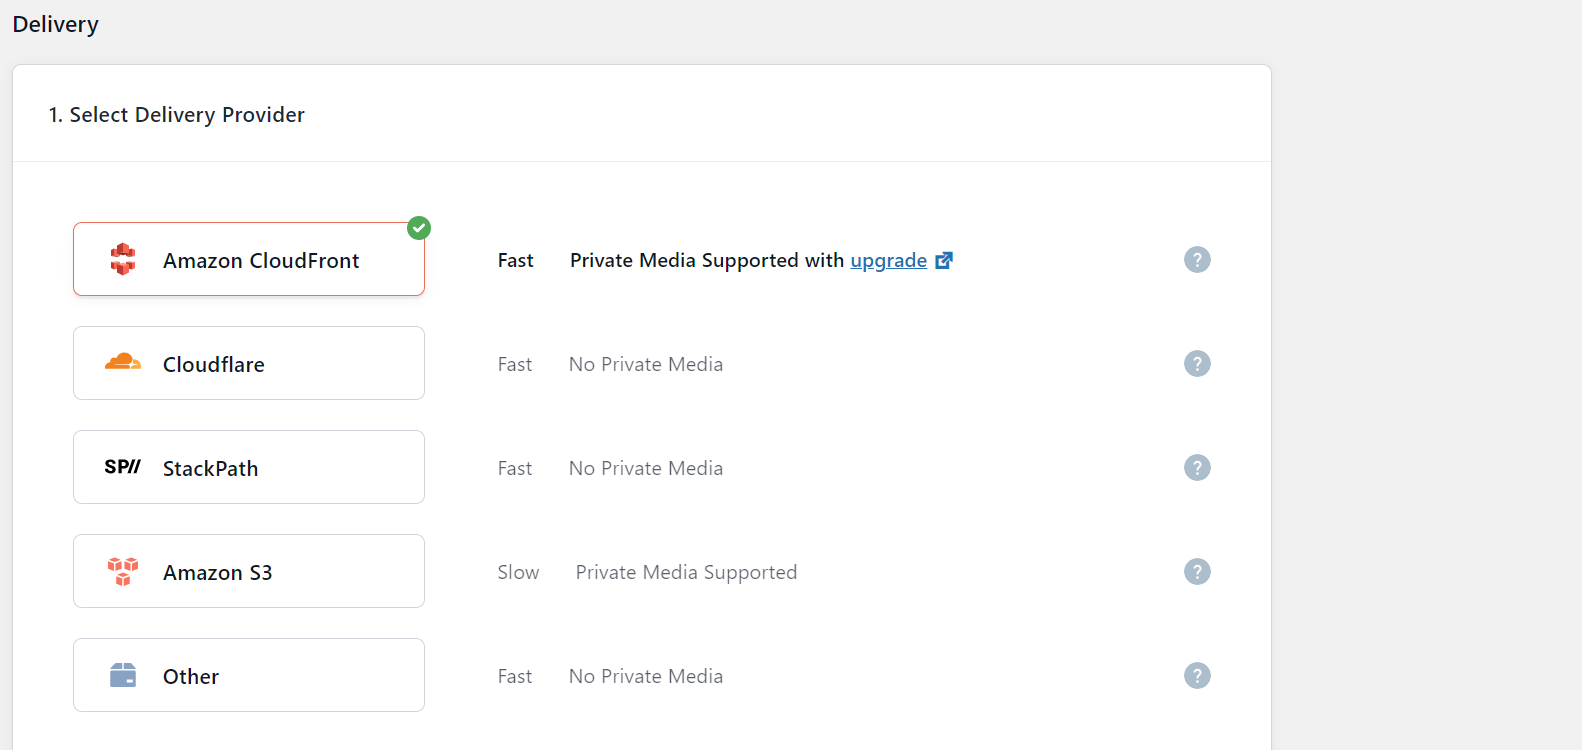 Delivery
1. Select Delivery Provider
Amazon CloudFront Fast Private Media Supported with upgrade ?
Cloudflare Fast No Private Media ?
SP// StackPath Fast No Private Media ?
Amazon S3 Slow Private Media Supported ?
Other Fast No Private Media ?